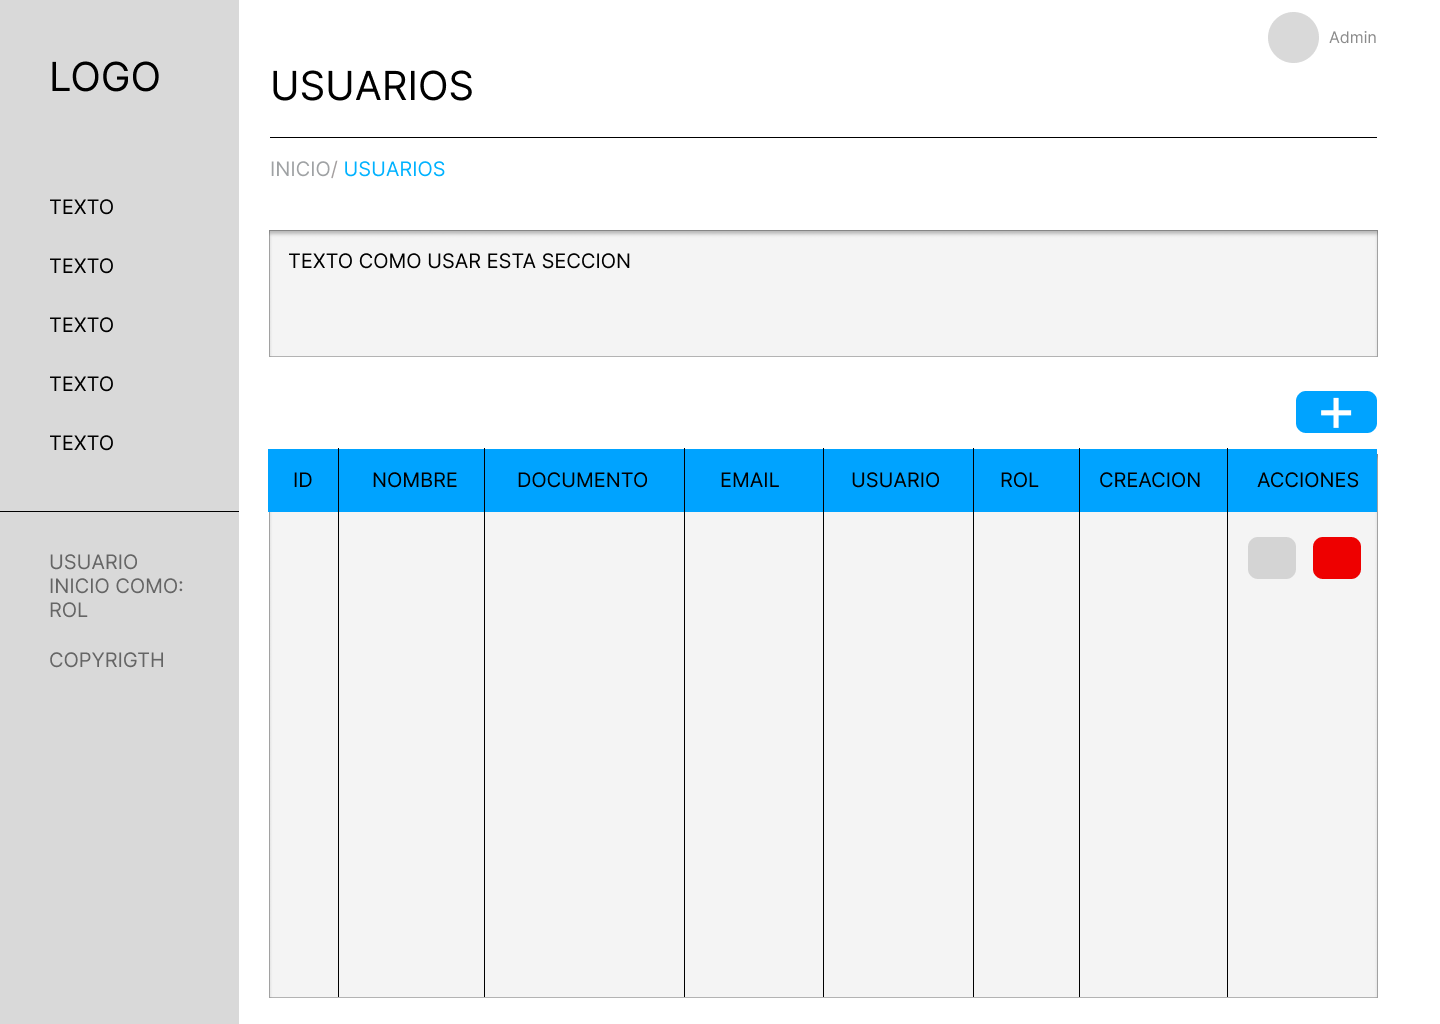 LOGO
TEXTO
TEXTO
TEXTO
TEXTO
TEXTO
USUARIO
INICIO COMO:
ROL
COPYRIGTH
Admin
USUARIOS
INICIO/ USUARIOS
TEXTO COMO USAR ESTA SECCION
ID NOMBRE DOCUMENTO EMAIL USUARIO ROL CREACION ACCIONES